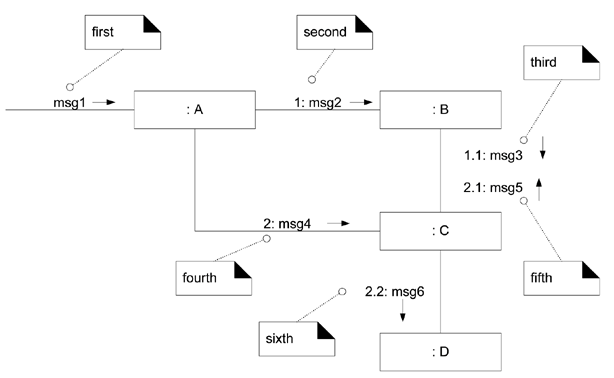 first
second
third
msg1
: A
1: msg2
: B
1.1: msg3
2.1: msg5
2: msg4
: C
fourth
fifth
2.2: msg6
sixth
: D